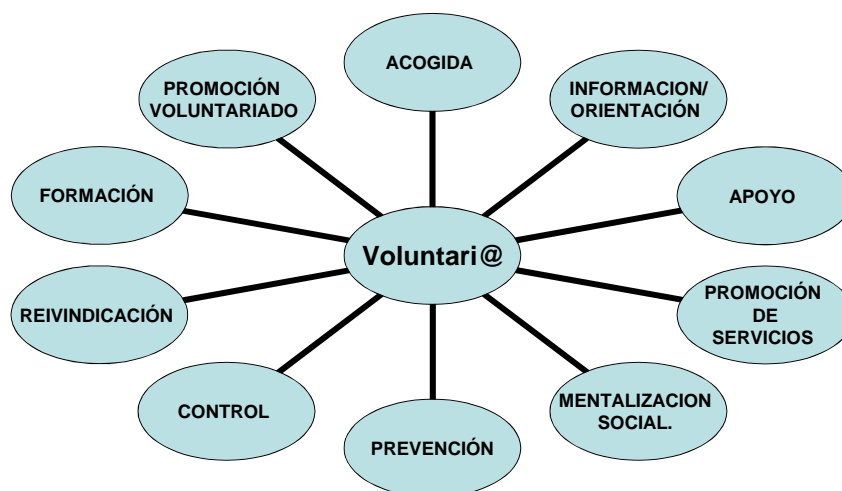 ACOGIDA
INFORMACION/
ORIENTACIÓN
APOYO
PROMOCIÓN
DE
SERVICIOS
MENTALIZACION
SOCIAL.
PREVENCIÓN
CONTROL
REIVINDICACIÓN
FORMACIÓN
PROMOCIÓN
VOLUNTARIADO
Voluntari@